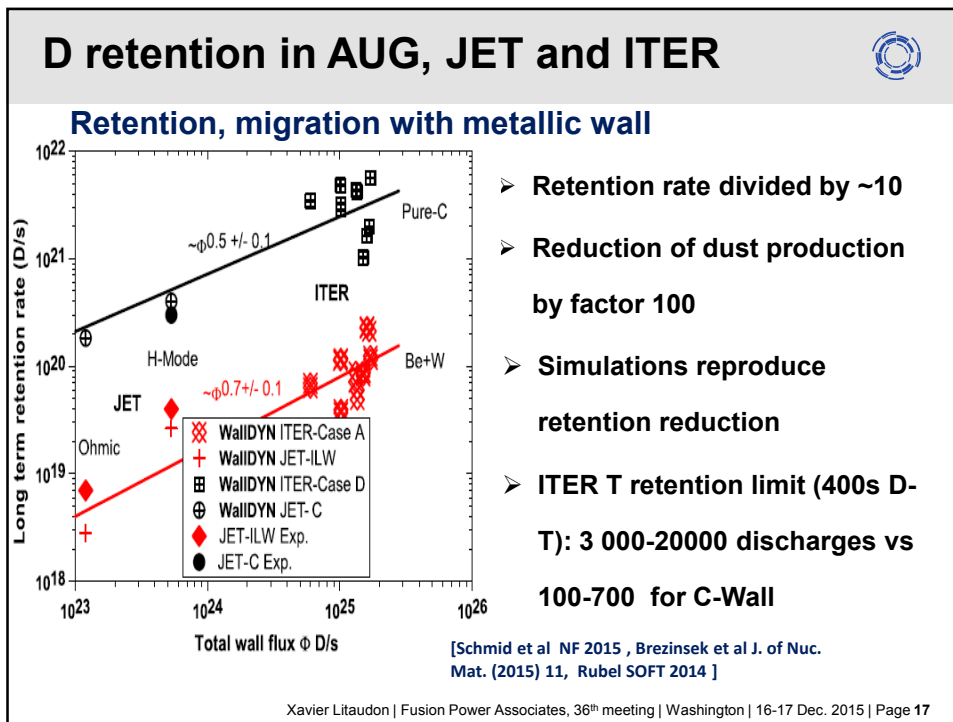 D retention in AUG, JET and ITER
Retention, migration with metallic wall
Long term retention rate (D/s)
10²²
10²¹
10²⁰
10¹⁹
10¹⁸
Pure-C
~Φ0.5 +/- 0.1
ITER
H-Mode
Be+W
~Φ0.7+/- 0.1
JET
Ohmic
WallDYN ITER-Case A
WallDYN JET-ILW
WallDYN ITER-Case D
WallDYN JET- C
JET-ILW Exp.
JET-C Exp.
10²³ 10²⁴ 10²⁵ 10²⁶
Total wall flux Φ D/s
➢ Retention rate divided by ~10
➢ Reduction of dust production
by factor 100
➢ Simulations reproduce
retention reduction
➢ ITER T retention limit (400s D-
T): 3 000-20000 discharges vs
100-700 for C-Wall
[Schmid et al NF 2015 , Brezinsek et al J. of Nuc.
Mat. (2015) 11, Rubel SOFT 2014 ]
Xavier Litaudon | Fusion Power Associates, 36th meeting | Washington | 16-17 Dec. 2015 | Page 17